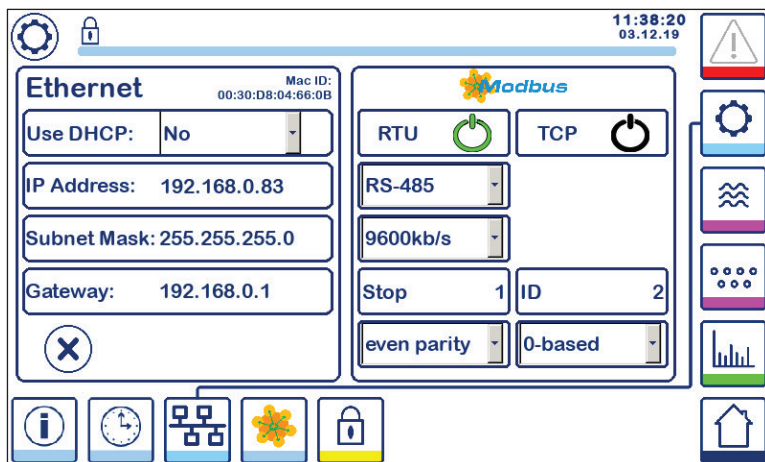 11:38:20
03.12.19
Ethernet
Mac ID:
00:30:D8:04:66:0B
Use DHCP: No
IP Address: 192.168.0.83
Subnet Mask: 255.255.255.0
Gateway: 192.168.0.1
Modbus
RTU TCP
RS-485
9600kb/s
Stop 1 ID 2
even parity 0-based